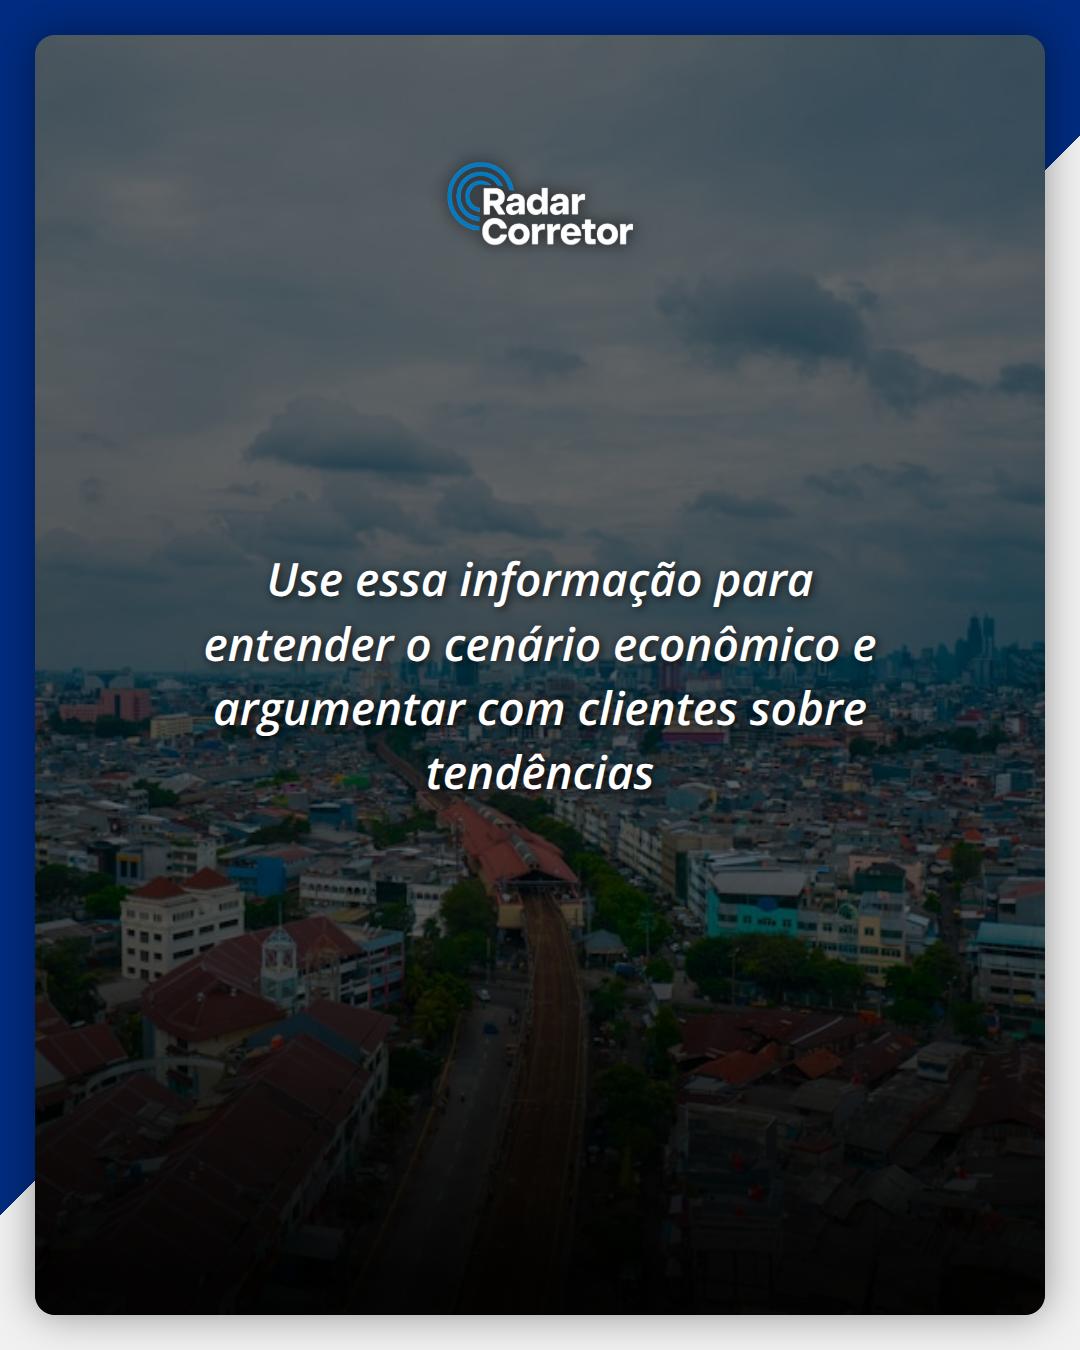 Radar
Corretor
Use essa informação para
entender o cenário econômico e
argumentar com clientes sobre
tendências